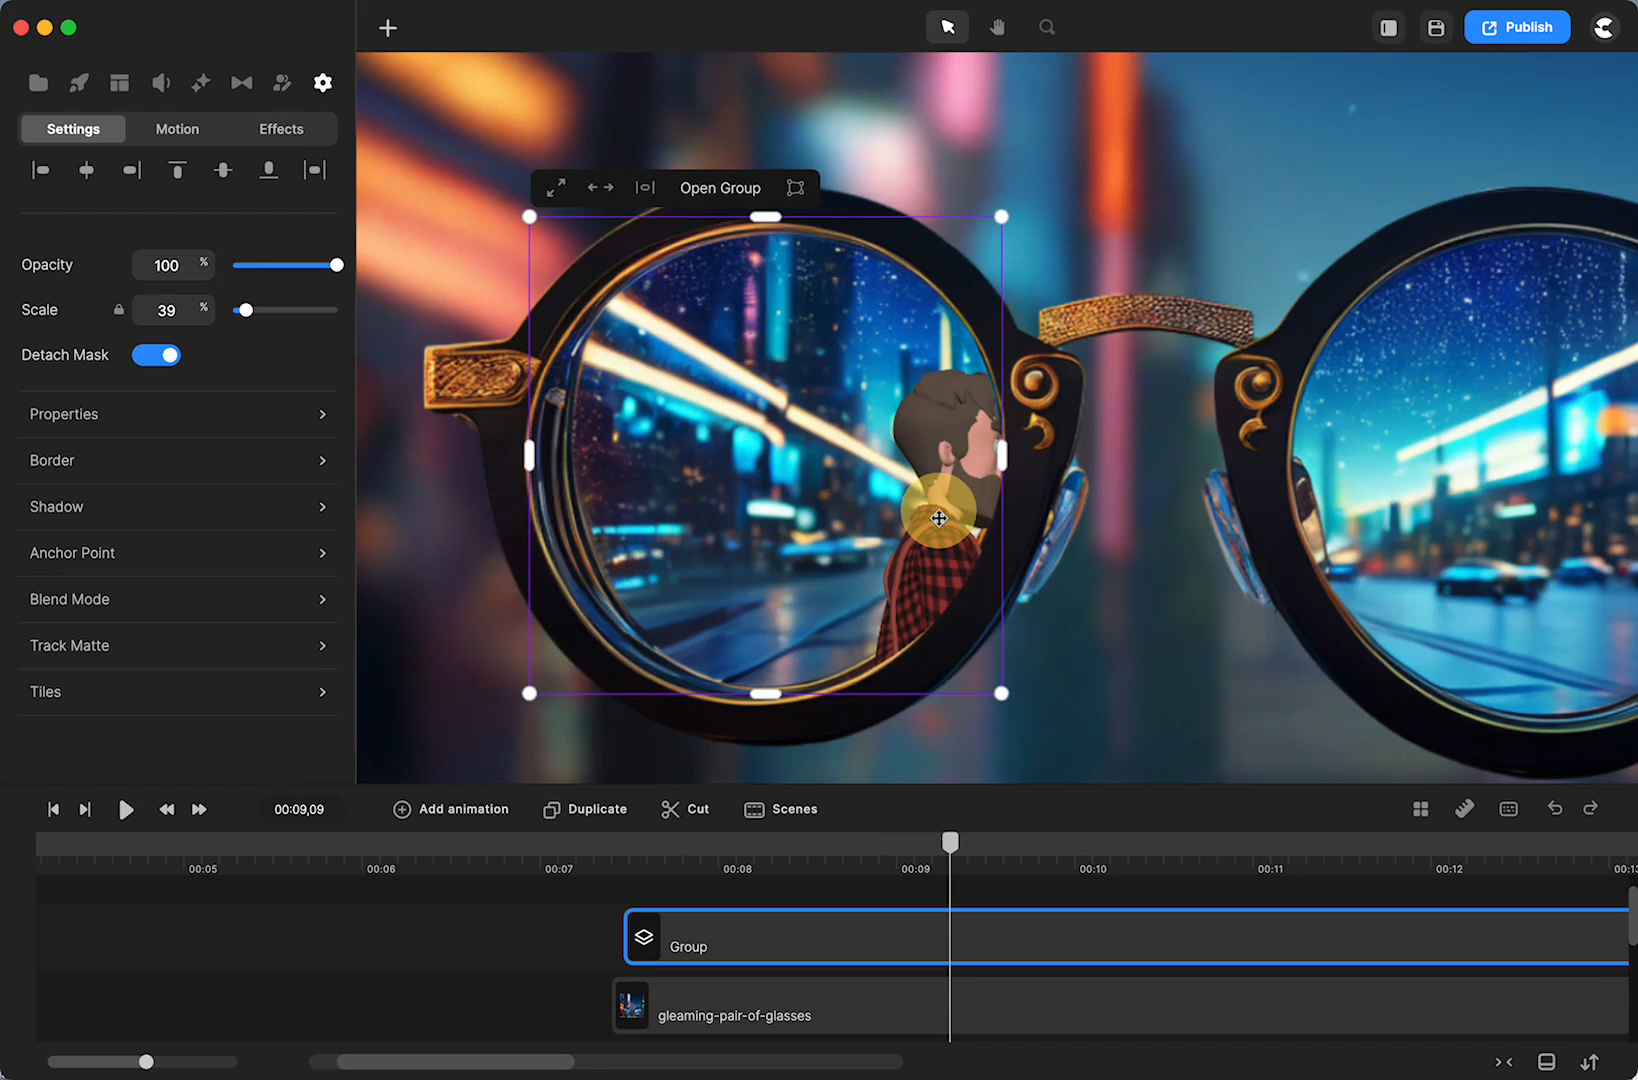 Publish
Settings
Motion
Effects
Open Group
Opacity
100 %
Scale
39 %
Detach Mask
Properties
Border
Shadow
Anchor Point
Blend Mode
Track Matte
Tiles
00:09,09
Add animation
Duplicate
Cut
Scenes
00:05
00:06
00:07
00:08
00:09
00:10
00:11
00:12
00:13
Group
gleaming-pair-of-glasses